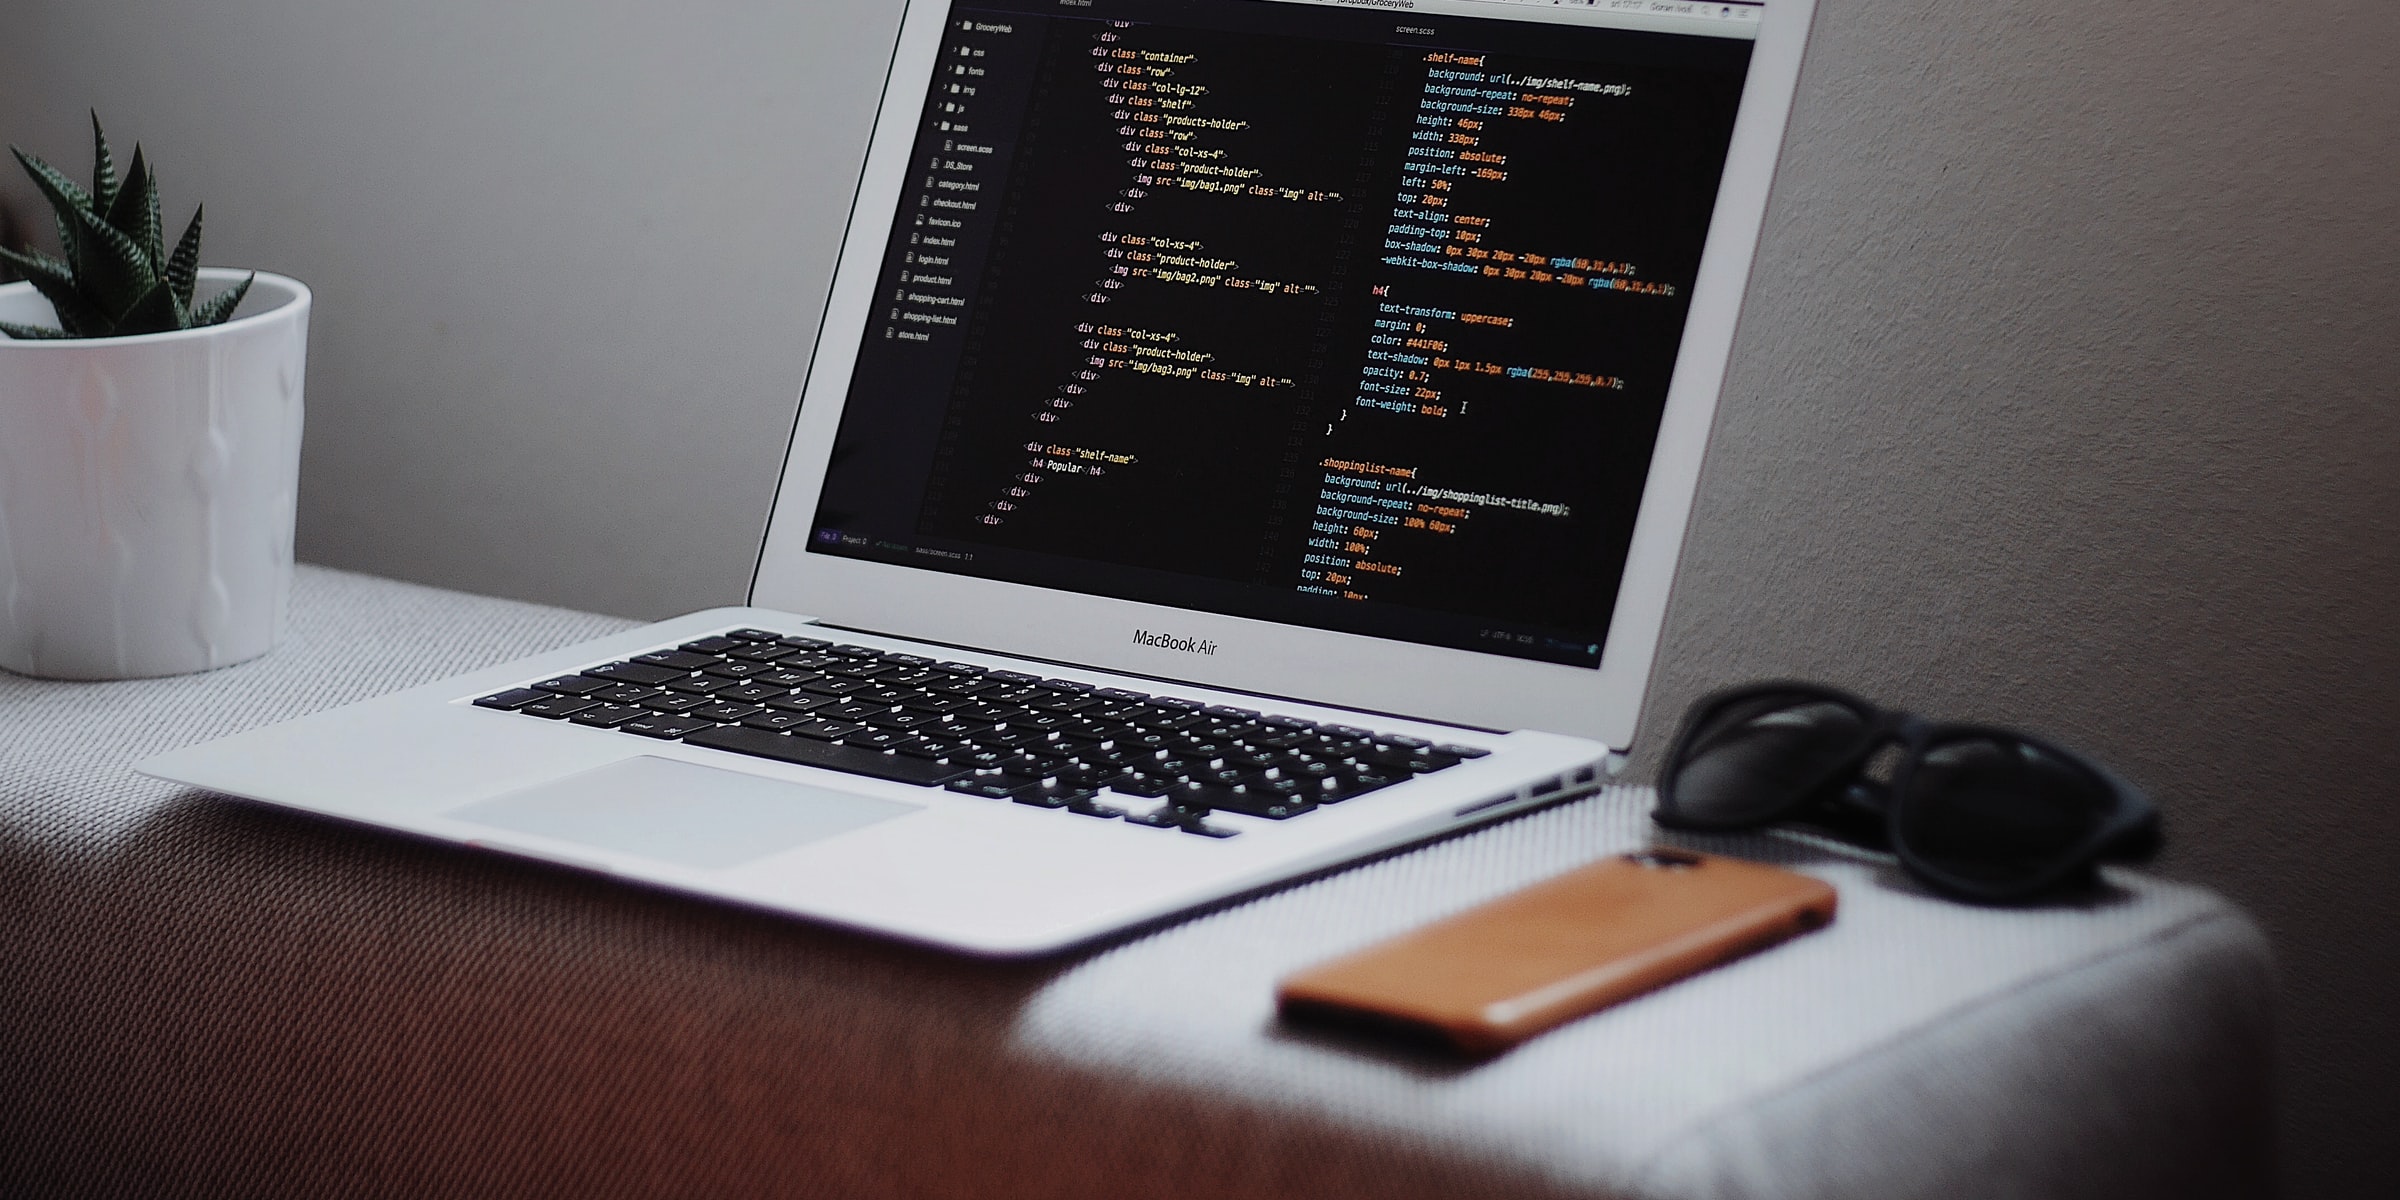 index.html
/Dropbox/GroceryWeb
screen.scss
GroceryWeb
css
fonts
img
js
sass
screen.scss
.DS_Store
category.html
checkout.html
favicon.ico
index.html
login.html
product.html
shopping-cart.html
shopping-list.html
store.html
</div>
</div>
<div class="container">
<div class="row">
<div class="col-lg-12">
<div class="shelf">
<div class="products-holder">
<div class="row">
<div class="col-xs-4">
<div class="product-holder">
<img src="img/bag1.png" class="img" alt="">
</div>
</div>
<div class="col-xs-4">
<div class="product-holder">
<img src="img/bag2.png" class="img" alt="">
</div>
</div>
<div class="col-xs-4">
<div class="product-holder">
<img src="img/bag3.png" class="img" alt="">
</div>
</div>
</div>
</div>
<div class="shelf-name">
<h4 Popular</h4>
</div>
</div>
</div>
</div>
.shelf-name{
background: url(../img/shelf-name.png);
background-repeat: no-repeat;
background-size: 338px 46px;
height: 46px;
width: 338px;
position: absolute;
margin-left: -169px;
left: 50%;
top: 20px;
text-align: center;
padding-top: 10px;
box-shadow: 0px 30px 20px -20px rgba(60,31,6,1);
-webkit-box-shadow: 0px 30px 20px -20px rgba(60,31,6,1);
h4{
text-transform: uppercase;
margin: 0;
color: #441F06;
text-shadow: 0px 1px 1.5px rgba(255,255,255,0.7);
opacity: 0.7;
font-size: 22px;
font-weight: bold;
}
}
.shoppinglist-name{
background: url(../img/shoppinglist-title.png);
background-repeat: no-repeat;
background-size: 100% 60px;
height: 60px;
width: 100%;
position: absolute;
top: 20px;
padding: 10px;
File 0 Project 0 sass/screen.scss 1:1
MacBook Air